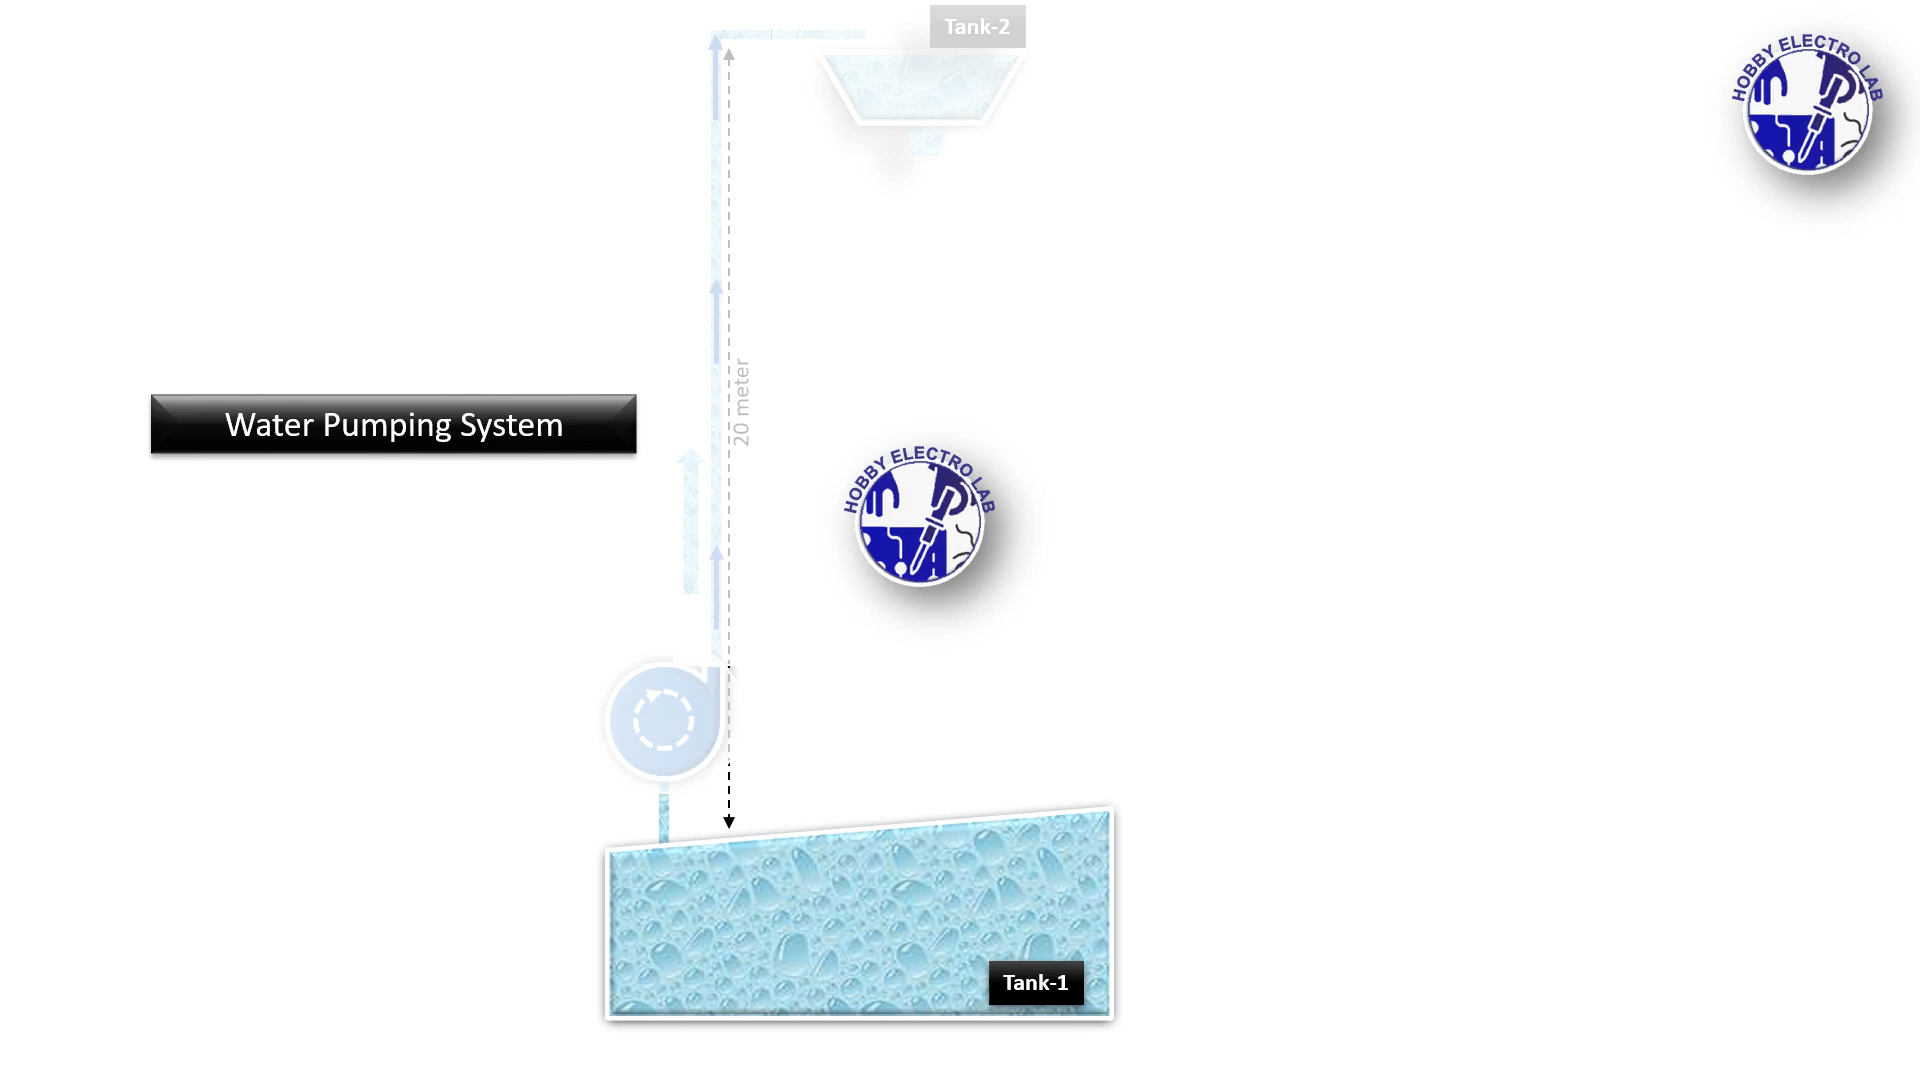 Tank-2
HOBBY ELECTRO LAB
20 meter
Water Pumping System
HOBBY ELECTRO LAB
Tank-1